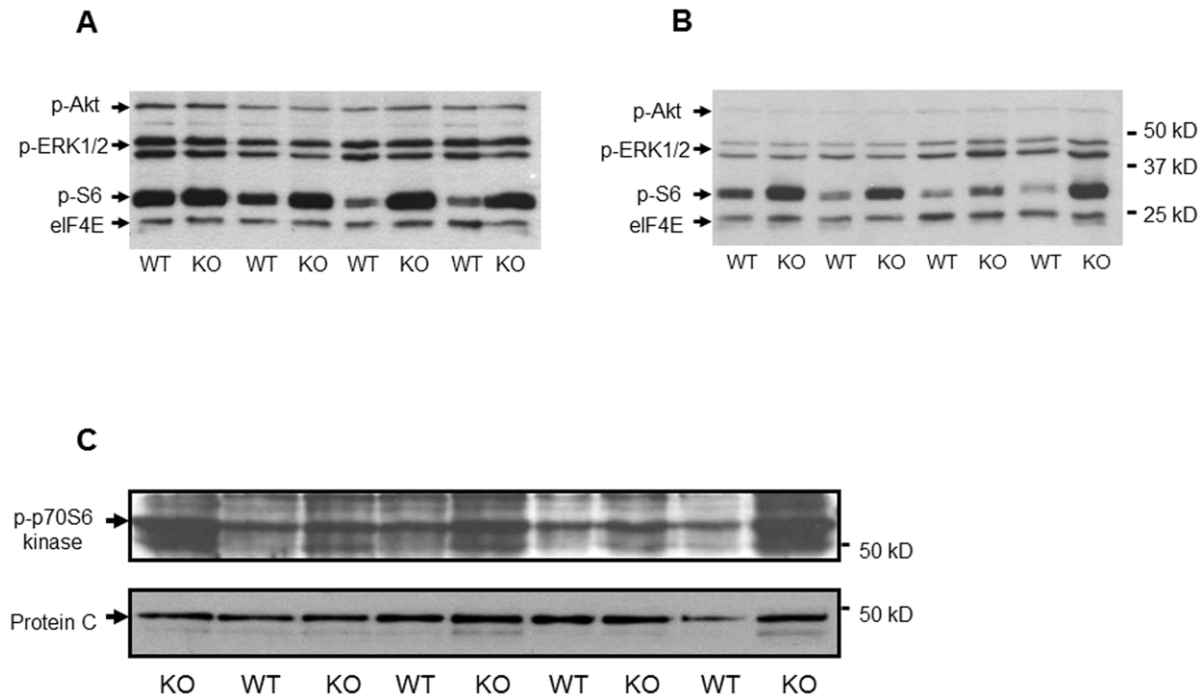 A
B
p-Akt
p-ERK1/2
p-S6
eIF4E
WT KO WT KO WT KO WT KO
p-Akt
p-ERK1/2
p-S6
eIF4E
50 kD
37 kD
25 kD
WT KO WT KO WT KO WT KO
C
p-p70S6
kinase
50 kD
Protein C
50 kD
KO WT KO WT KO WT KO WT KO